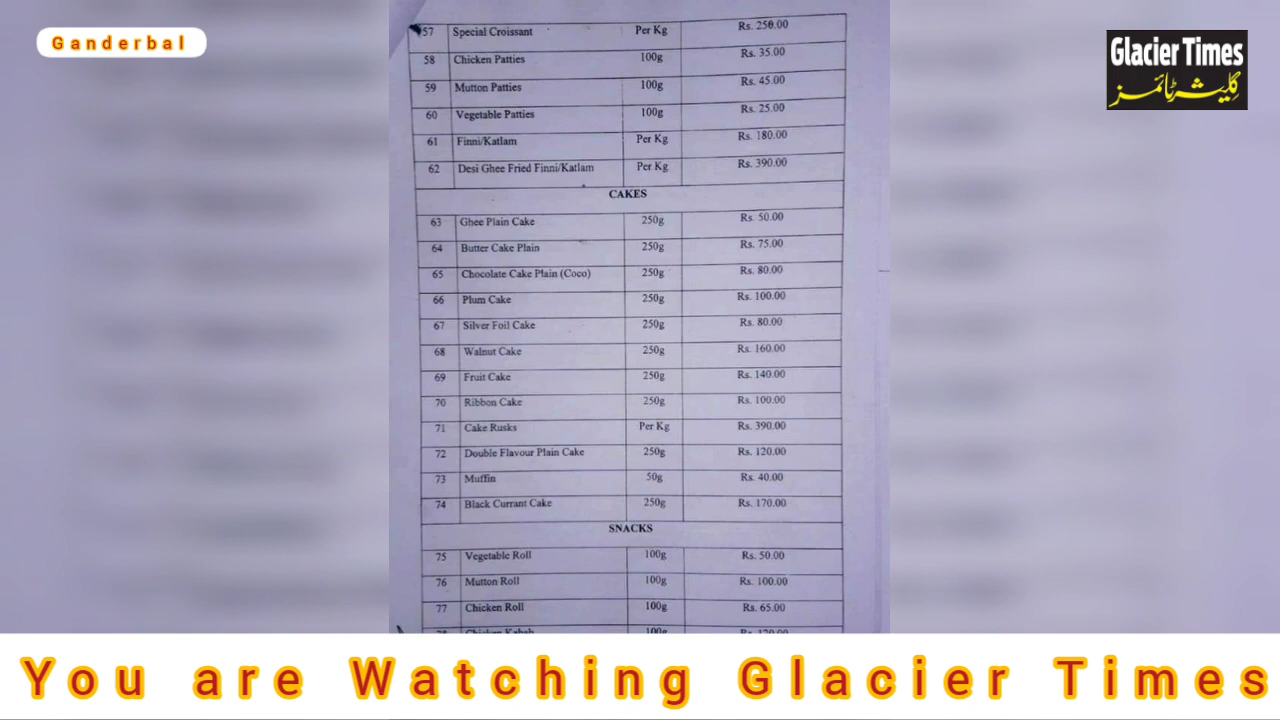 Ganderbal
Glacier Times
گلیشر ٹائمز
57 Special Croissant Per Kg Rs. 250.00
58 Chicken Patties 100g Rs. 35.00
59 Mutton Patties 100g Rs. 45.00
60 Vegetable Patties 100g Rs. 25.00
61 Finni/Katlam Per Kg Rs. 180.00
62 Desi Ghee Fried Finni/Katlam Per Kg Rs. 390.00
CAKES
63 Ghee Plain Cake 250g Rs. 50.00
64 Butter Cake Plain 250g Rs. 75.00
65 Chocolate Cake Plain (Coco) 250g Rs. 80.00
66 Plum Cake 250g Rs. 100.00
67 Silver Foil Cake 250g Rs. 80.00
68 Walnut Cake 250g Rs. 160.00
69 Fruit Cake 250g Rs. 140.00
70 Ribbon Cake 250g Rs. 100.00
71 Cake Rusks Per Kg Rs. 390.00
72 Double Flavour Plain Cake 250g Rs. 120.00
73 Muffin 50g Rs. 40.00
74 Black Currant Cake 250g Rs. 170.00
SNACKS
75 Vegetable Roll 100g Rs. 50.00
76 Mutton Roll 100g Rs. 100.00
77 Chicken Roll 100g Rs. 65.00
78 Chicken Kabab 100g
You are Watching Glacier Times